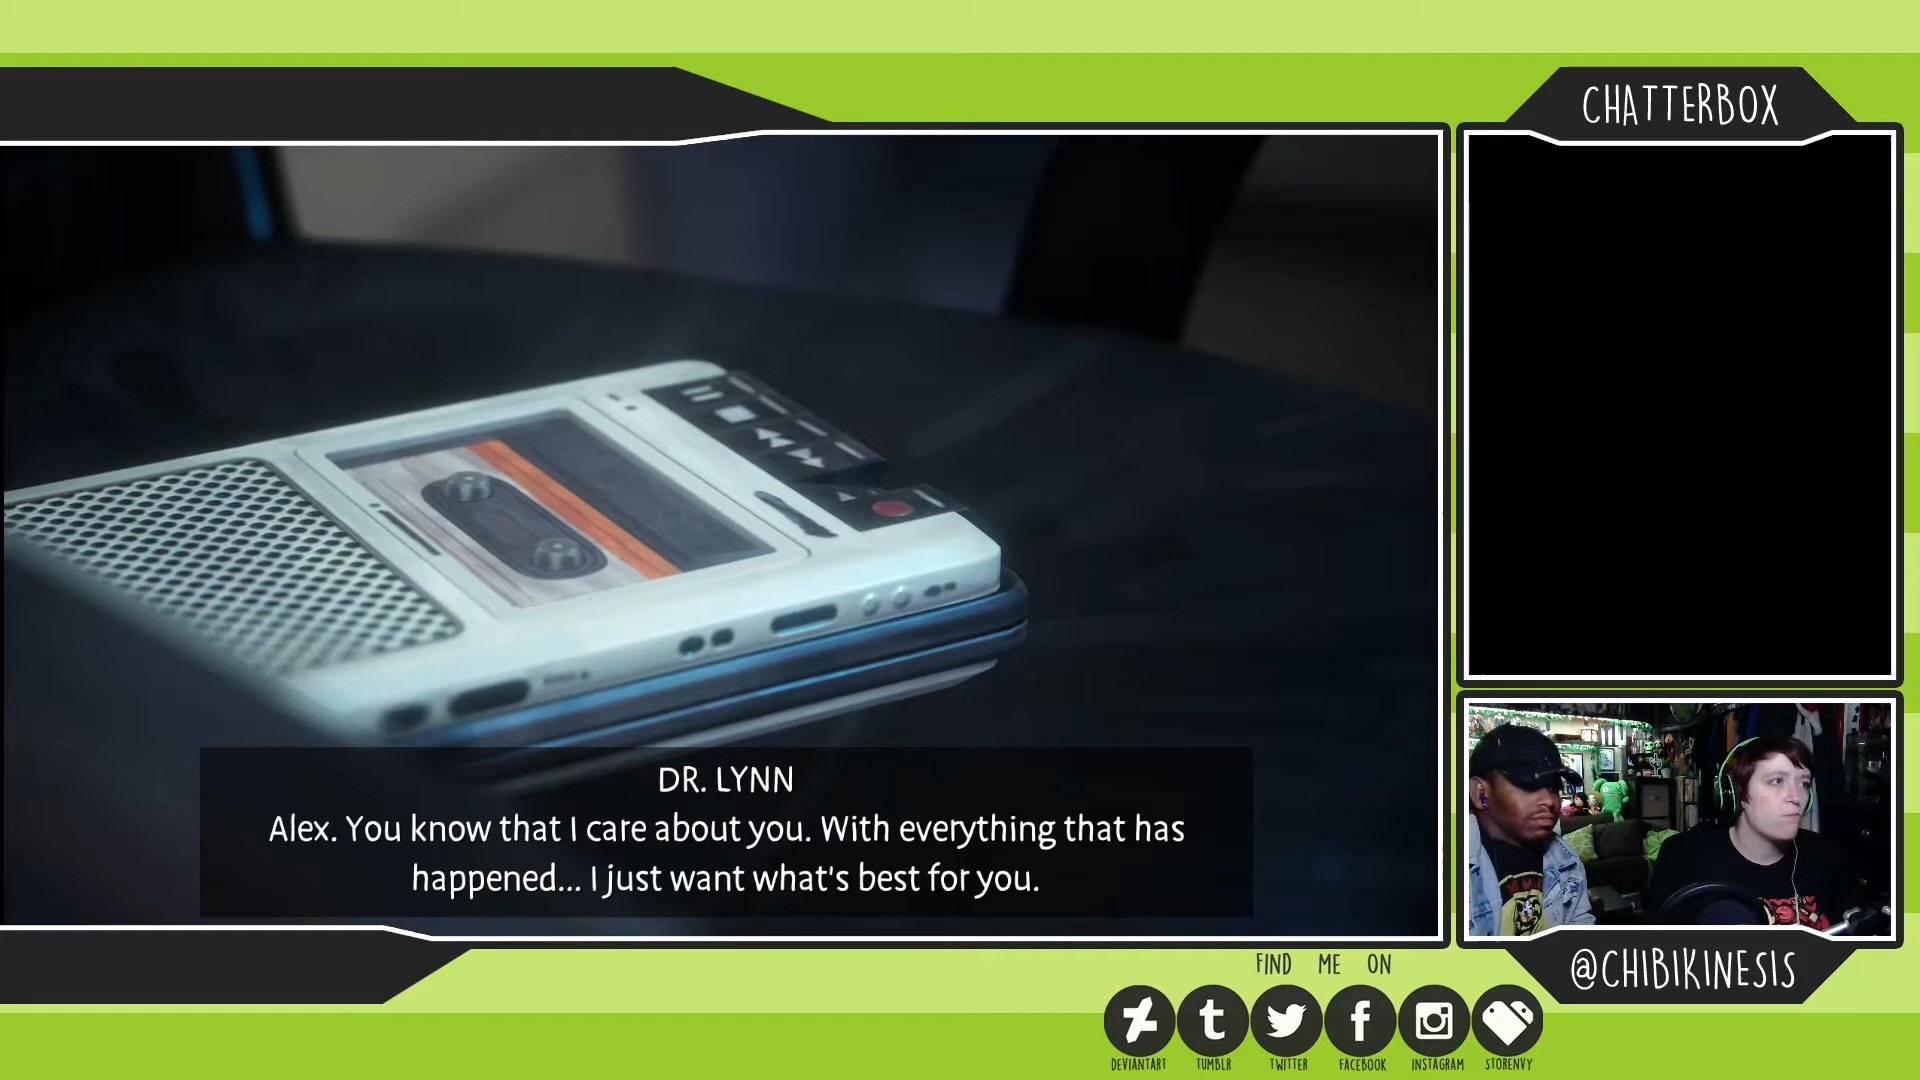 CHATTERBOX
DR. LYNN
Alex. You know that I care about you. With everything that has
happened... I just want what's best for you.
@CHIBIKINESIS
FIND ME ON
DEVIANTART TUMBLR TWITTER FACEBOOK INSTAGRAM STORENVY